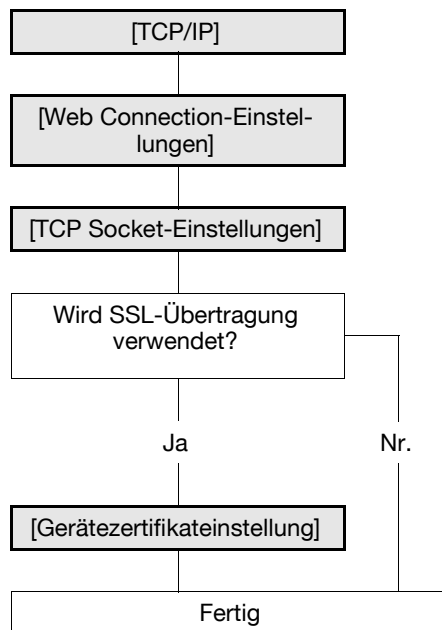 [TCP/IP]
[Web Connection-Einstel-
lungen]
[TCP Socket-Einstellungen]
Wird SSL-Übertragung
verwendet?
Ja
Nr.
[Gerätezertifikateinstellung]
Fertig